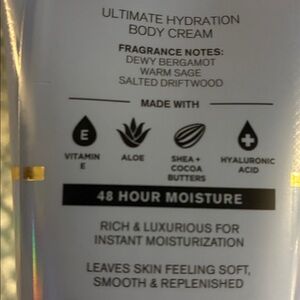 ULTIMATE HYDRATION
BODY CREAM
FRAGRANCE NOTES:
DEWY BERGAMOT
WARM SAGE
SALTED DRIFTWOOD
MADE WITH
E
VITAMIN
E
ALOE
SHEA +
COCOA
BUTTERS
HYALURONIC
ACID
48 HOUR MOISTURE
RICH & LUXURIOUS FOR
INSTANT MOISTURIZATION
LEAVES SKIN FEELING SOFT,
SMOOTH & REPLENISHED